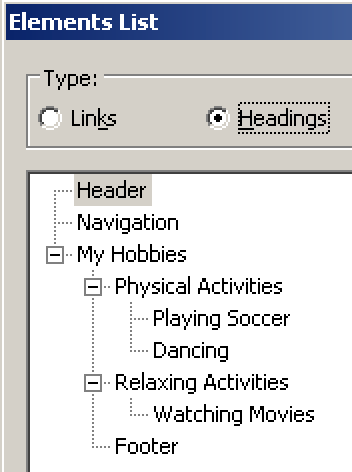 Elements List
Type:
Links Headings
Header
Navigation
My Hobbies
Physical Activities
Playing Soccer
Dancing
Relaxing Activities
Watching Movies
Footer